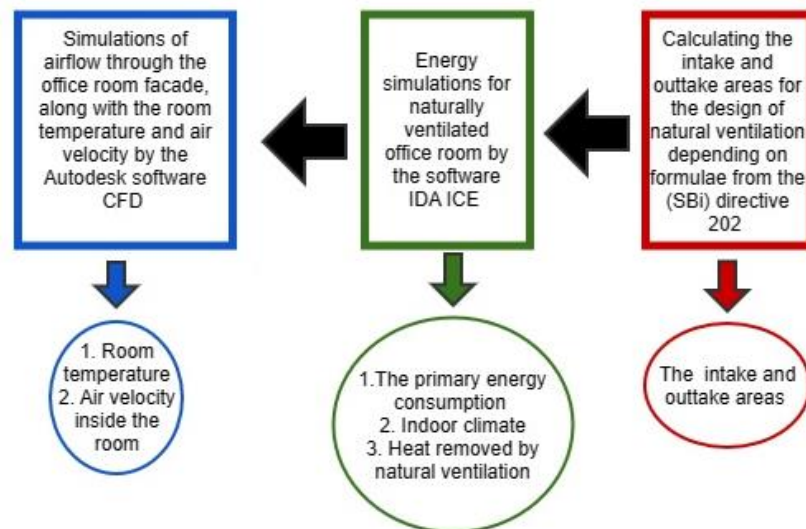 Simulations of
airflow through the
office room facade,
along with the room
temperature and air
velocity by the
Autodesk software
CFD
Energy
simulations for
naturally
ventilated
office room by
the software
IDA ICE
Calculating the
intake and
outtake areas for
the design of
natural ventilation
depending on
formulae from the
(SBi) directive
202
1. Room
temperature
2. Air velocity
inside the
room
1.The primary energy
consumption
2. Indoor climate
3. Heat removed by
natural ventilation
The intake and
outtake areas